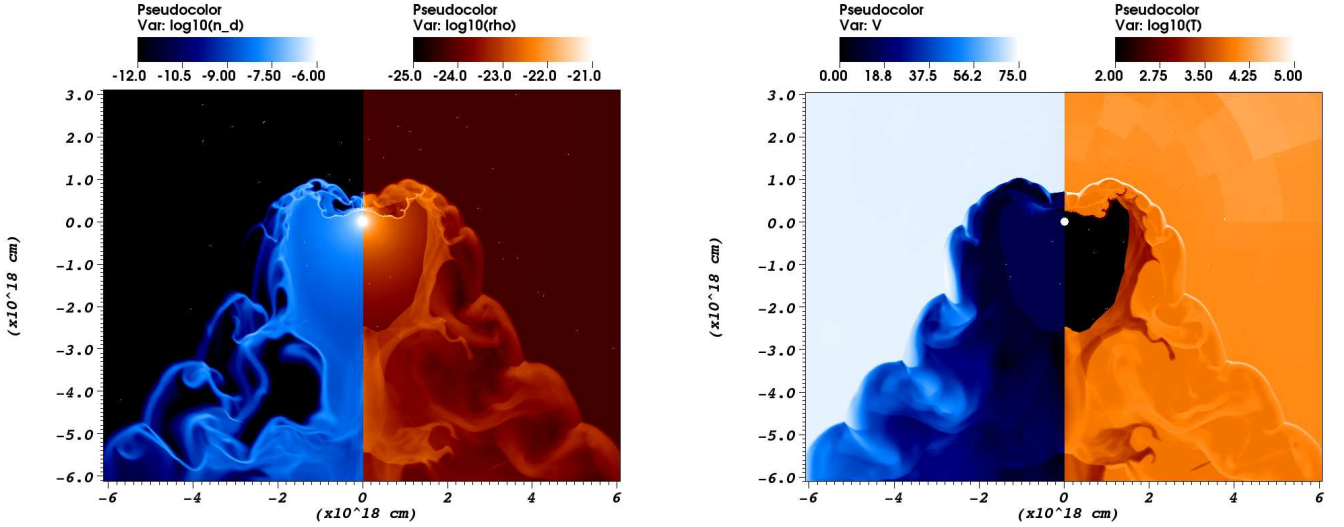 Pseudocolor
Var: log10(n_d)
-12.0 -10.5 -9.00 -7.50 -6.00
Pseudocolor
Var: log10(rho)
-25.0 -24.0 -23.0 -22.0 -21.0
3.0
2.0
1.0
0.0
-1.0
-2.0
-3.0
-4.0
-5.0
-6.0
(x10^18 cm)
-6 -4 -2 0 2 4 6
(x10^18 cm)
Pseudocolor
Var: V
0.00 18.8 37.5 56.2 75.0
Pseudocolor
Var: log10(T)
2.00 2.75 3.50 4.25 5.00
3.0
2.0
1.0
0.0
-1.0
-2.0
-3.0
-4.0
-5.0
-6.0
(x10^18 cm)
-6 -4 -2 0 2 4 6
(x10^18 cm)